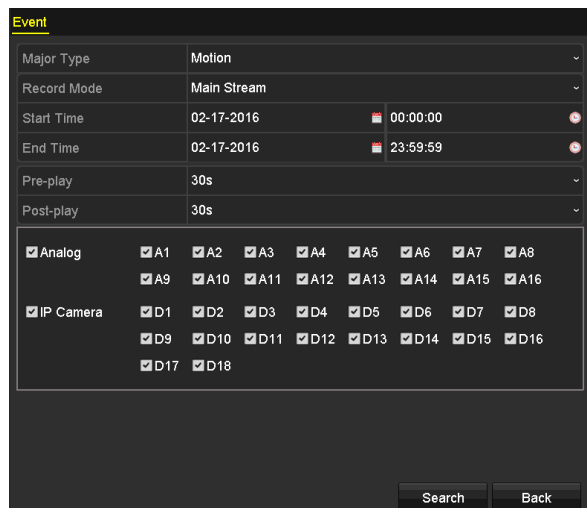 Event
Major Type Motion
Record Mode Main Stream
Start Time 02-17-2016 00:00:00
End Time 02-17-2016 23:59:59
Pre-play 30s
Post-play 30s
Analog A1 A2 A3 A4 A5 A6 A7 A8
A9 A10 A11 A12 A13 A14 A15 A16
IP Camera D1 D2 D3 D4 D5 D6 D7 D8
D9 D10 D11 D12 D13 D14 D15 D16
D17 D18
Search Back